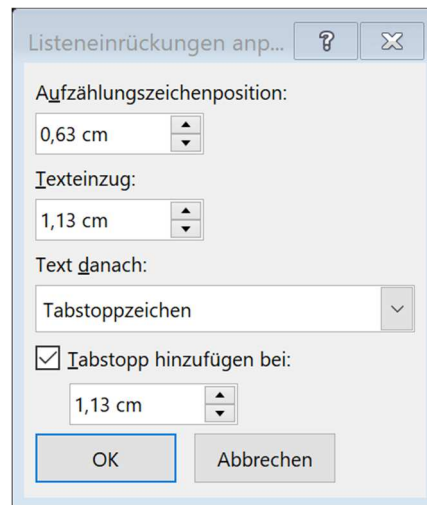 Listeneinrückungen anp... ?
Aufzählungszeichenposition:
0,63 cm
Texteinzug:
1,13 cm
Text danach:
Tabstoppzeichen
Tabstopp hinzufügen bei:
1,13 cm
OK Abbrechen